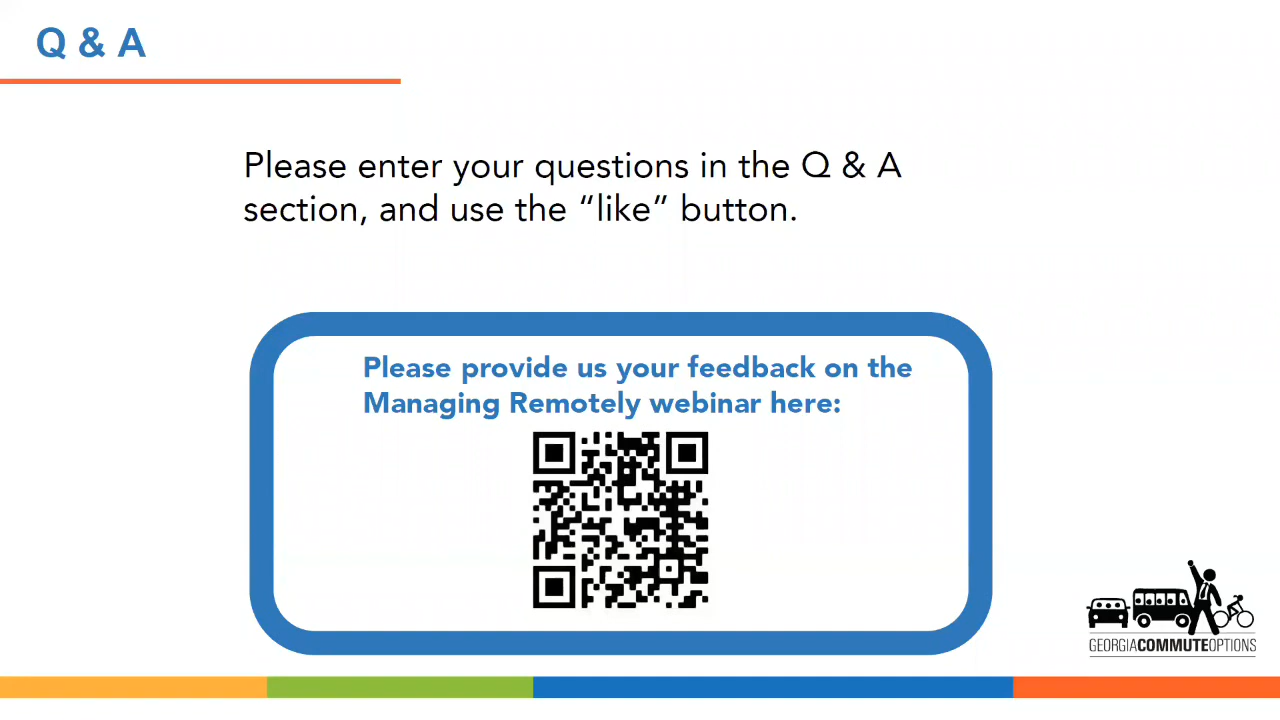 Q & A
Please enter your questions in the Q & A
section, and use the “like” button.
Please provide us your feedback on the
Managing Remotely webinar here:
GEORGIACOMMUTEOPTIONS